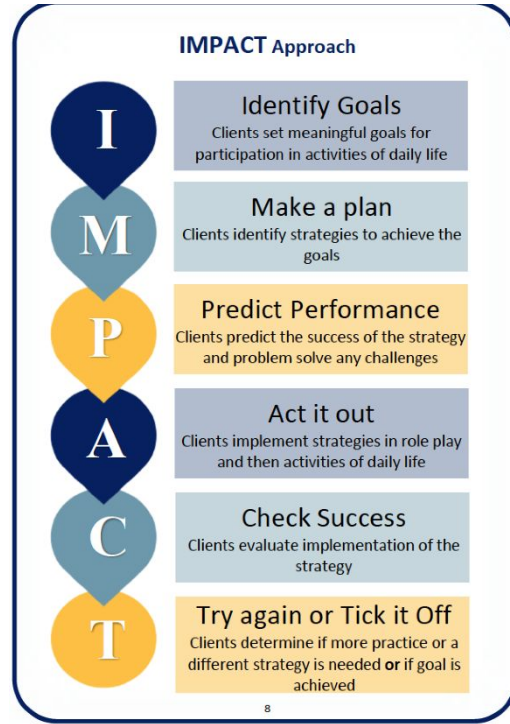 IMPACT Approach
I
Identify Goals
Clients set meaningful goals for
participation in activities of daily life
M
Make a plan
Clients identify strategies to achieve the
goals
P
Predict Performance
Clients predict the success of the strategy
and problem solve any challenges
A
Act it out
Clients implement strategies in role play
and then activities of daily life
C
Check Success
Clients evaluate implementation of the
strategy
T
Try again or Tick it Off
Clients determine if more practice or a
different strategy is needed or if goal is
achieved
8